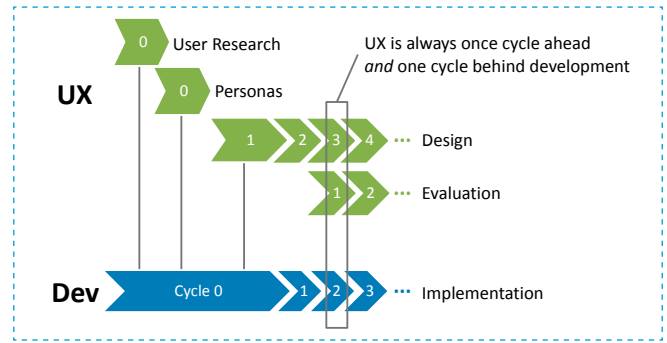 0 User Research
UX is always once cycle ahead
and one cycle behind development
UX
0 Personas
1 2 3 4 ... Design
1 2 ... Evaluation
Dev
Cycle 0 1 2 3 ... Implementation